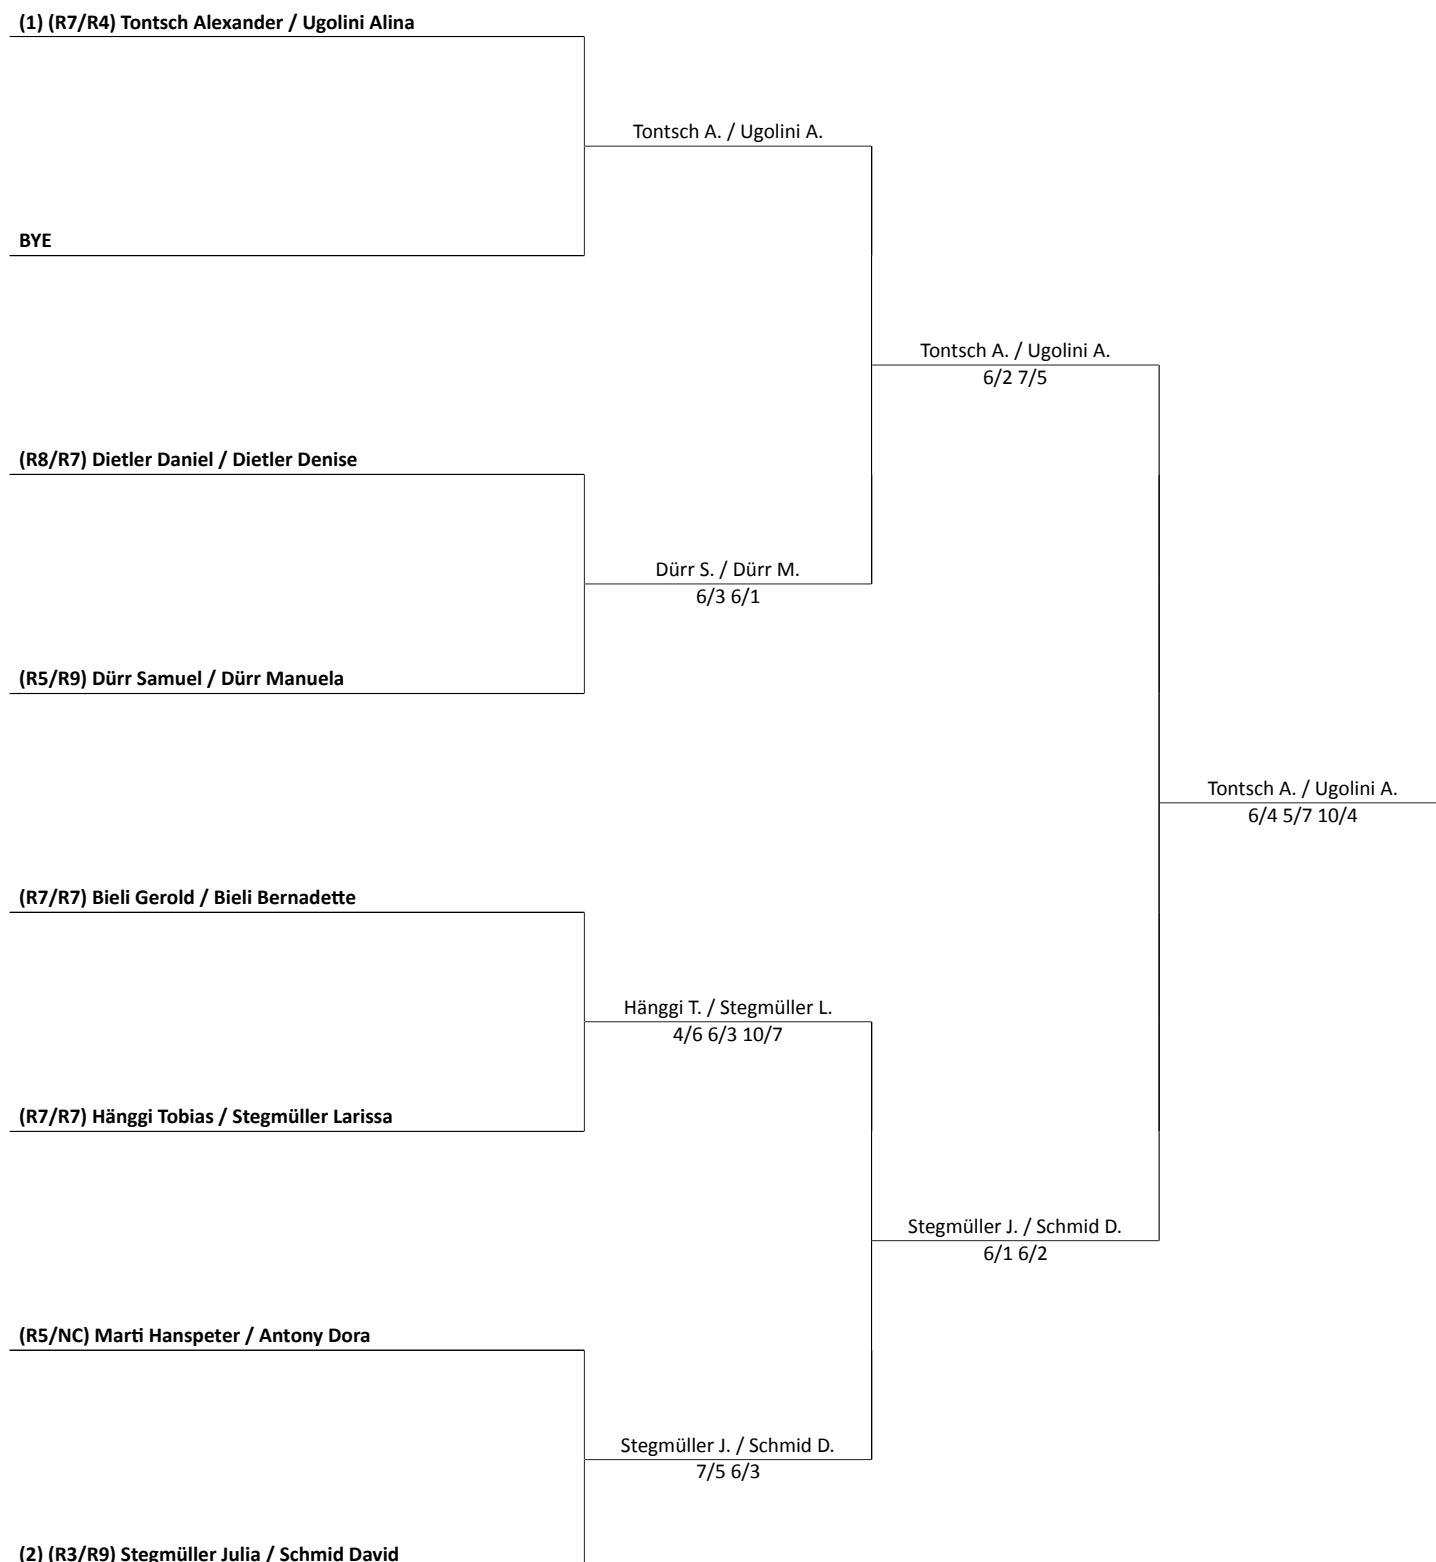 (1) (R7/R4) Tontsch Alexander / Ugolini Alina
Tontsch A. / Ugolini A.
BYE
Tontsch A. / Ugolini A.
6/2 7/5
(R8/R7) Dietler Daniel / Dietler Denise
Dürr S. / Dürr M.
6/3 6/1
(R5/R9) Dürr Samuel / Dürr Manuela
Tontsch A. / Ugolini A.
6/4 5/7 10/4
(R7/R7) Bieli Gerold / Bieli Bernadette
Hänggi T. / Stegmüller L.
4/6 6/3 10/7
(R7/R7) Hänggi Tobias / Stegmüller Larissa
Stegmüller J. / Schmid D.
6/1 6/2
(R5/NC) Marti Hanspeter / Antony Dora
Stegmüller J. / Schmid D.
7/5 6/3
(2) (R3/R9) Stegmüller Julia / Schmid David